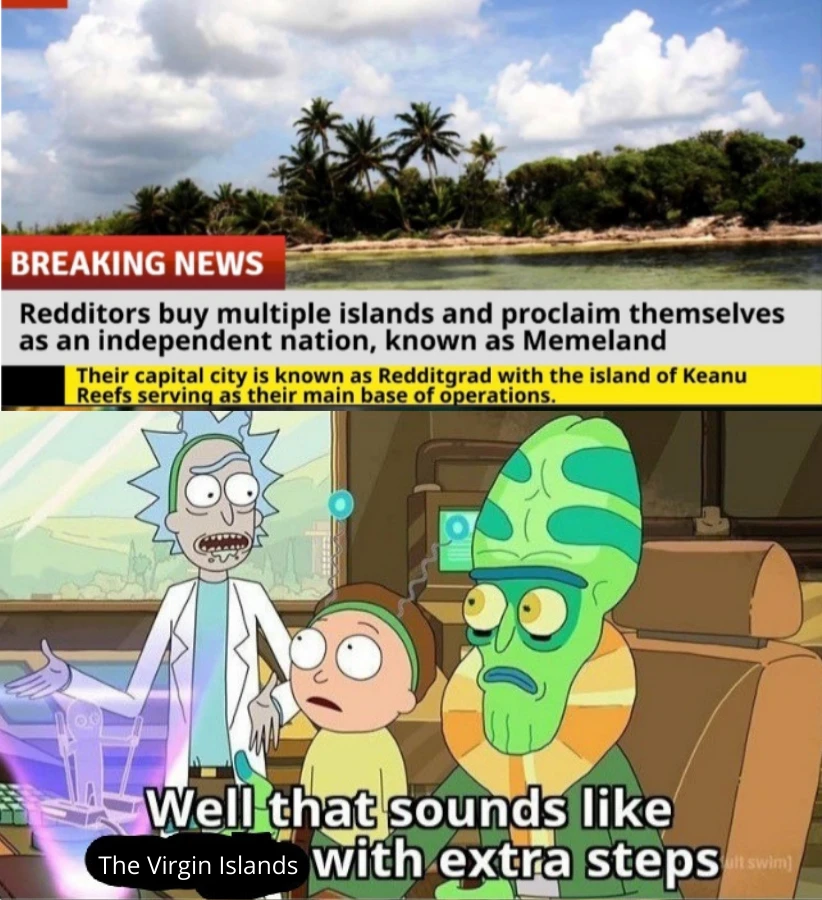 BREAKING NEWS
Redditors buy multiple islands and proclaim themselves
as an independent nation, known as Memeland
Their capital city is known as Redditgrad with the island of Keanu
Reefs serving as their main base of operations.
Well that sounds like
The Virgin Islands with extra steps
swim]